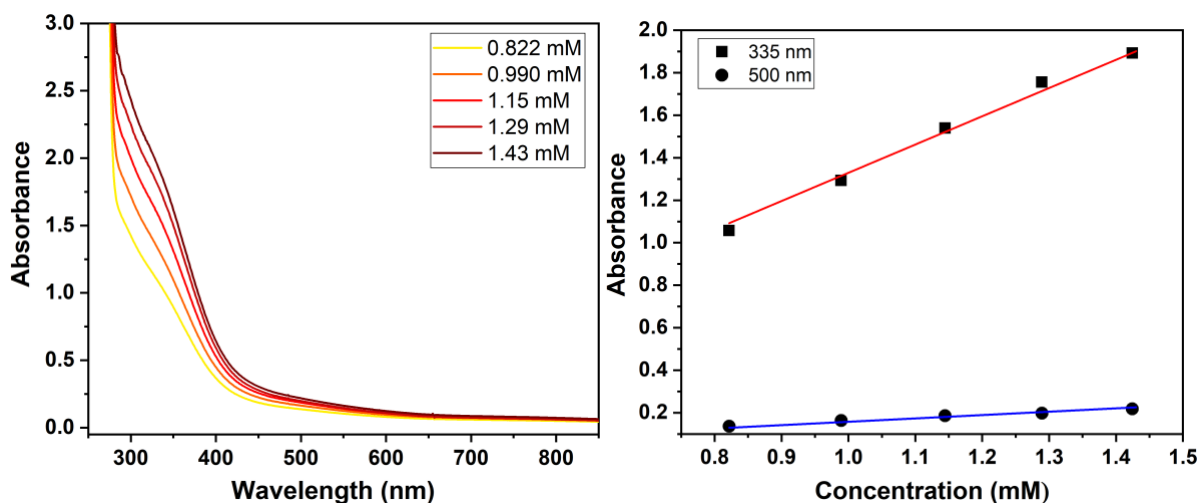 3.0
2.5
2.0
1.5
1.0
0.5
0.0
Absorbance
300 400 500 600 700 800
Wavelength (nm)
0.822 mM
0.990 mM
1.15 mM
1.29 mM
1.43 mM
2.0
1.8
1.6
1.4
1.2
1.0
0.8
0.6
0.4
0.2
Absorbance
0.8 0.9 1.0 1.1 1.2 1.3 1.4 1.5
Concentration (mM)
335 nm
500 nm